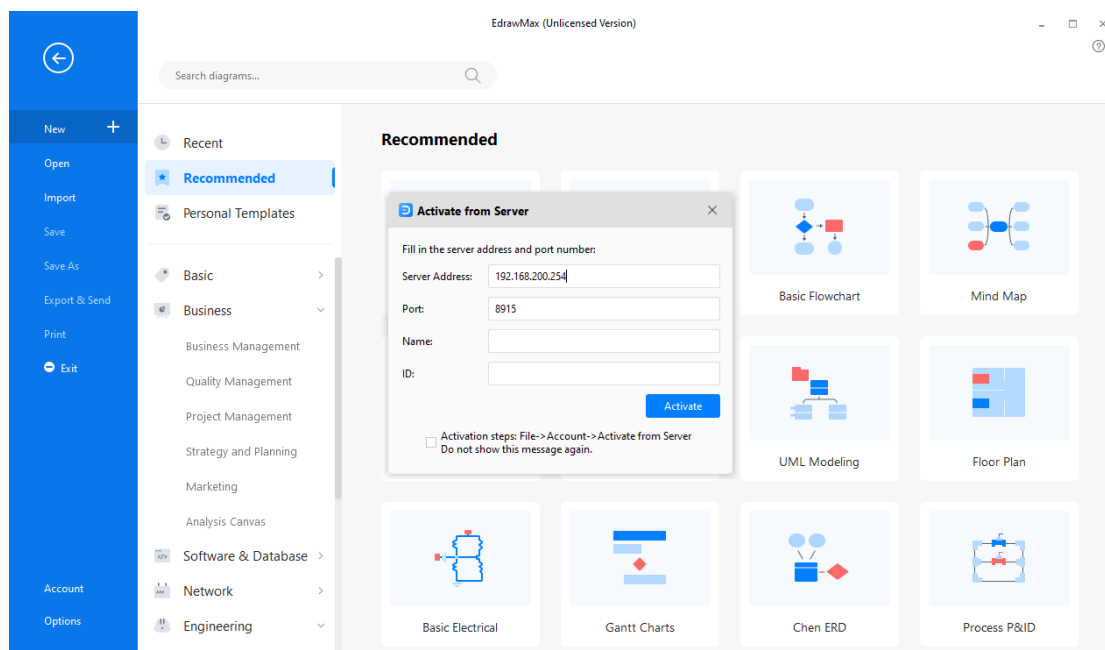 EdrawMax (Unlicensed Version)
Search diagrams...
New
Open
Import
Save
Save As
Export & Send
Print
Exit
Account
Options
Recent
Recommended
Personal Templates
Basic
Business
Business Management
Quality Management
Project Management
Strategy and Planning
Marketing
Analysis Canvas
Software & Database
Network
Engineering
Recommended
Activate from Server
Fill in the server address and port number:
Server Address: 192.168.200.254
Port: 8915
Name:
ID:
Activate
Activation steps: File->Account->Activate from Server
Do not show this message again.
Basic Flowchart
Mind Map
UML Modeling
Floor Plan
Basic Electrical
Gantt Charts
Chen ERD
Process P&ID